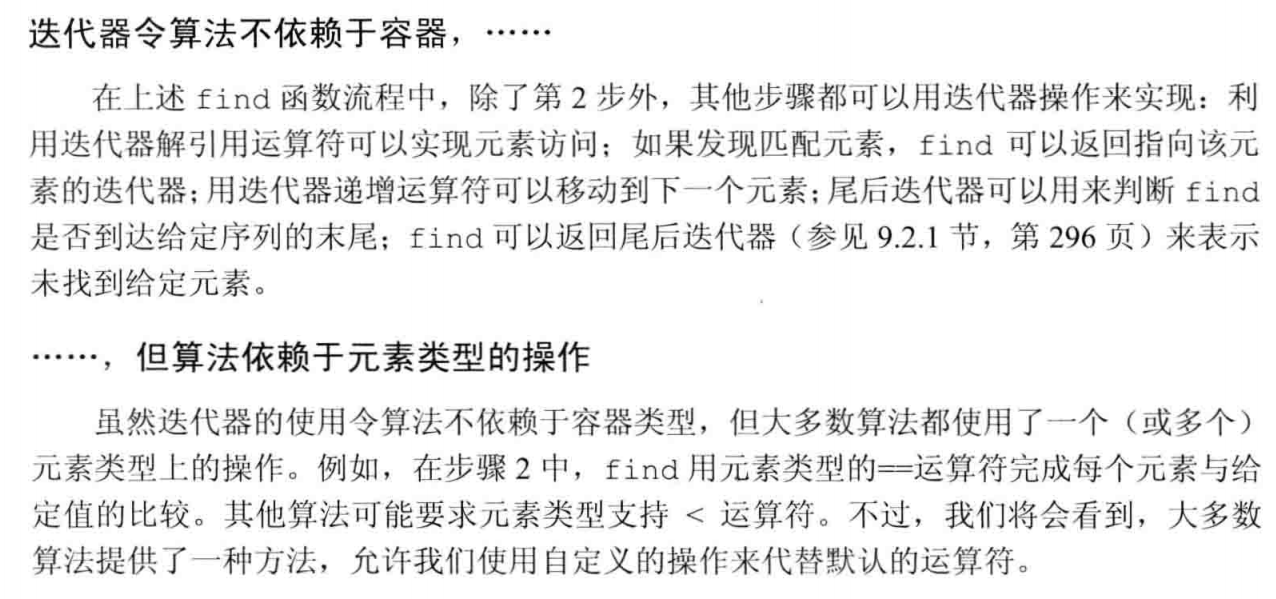 迭代器令算法不依赖于容器，……
在上述 find 函数流程中，除了第 2 步外，其他步骤都可以用迭代器操作来实现：利
用迭代器解引用运算符可以实现元素访问；如果发现匹配元素，find 可以返回指向该元
素的迭代器；用迭代器递增运算符可以移动到下一个元素；尾后迭代器可以用来判断 find
是否到达给定序列的末尾；find 可以返回尾后迭代器（参见 9.2.1 节，第 296 页）来表示
未找到给定元素。
……，但算法依赖于元素类型的操作
虽然迭代器的使用令算法不依赖于容器类型，但大多数算法都使用了一个（或多个）
元素类型上的操作。例如，在步骤 2 中，find 用元素类型的==运算符完成每个元素与给
定值的比较。其他算法可能要求元素类型支持 < 运算符。不过，我们将会看到，大多数
算法提供了一种方法，允许我们使用自定义的操作来代替默认的运算符。